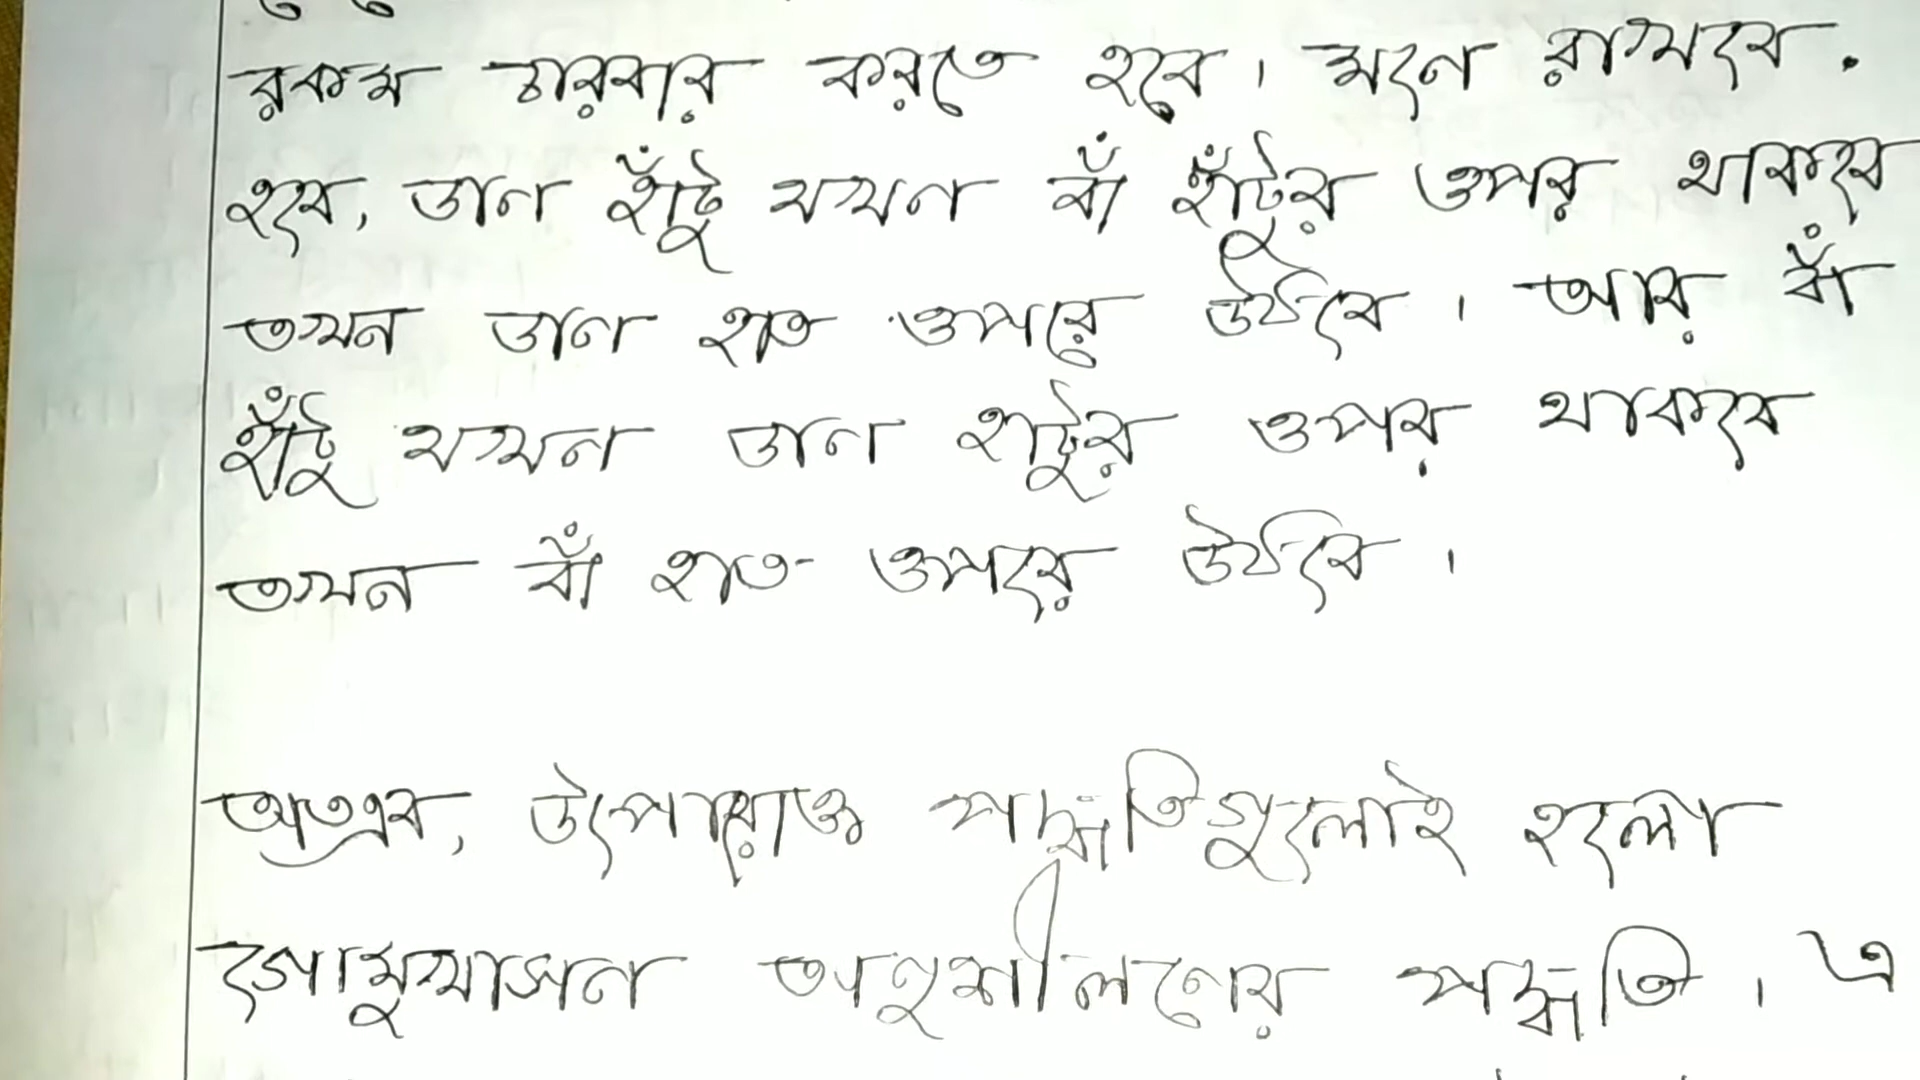 রকম চারবার করতে হবে। মনে রাখতে
হবে, ডান হাঁটু যখন বাঁ হাঁটুর ওপর থাকবে
তখন ডান হাত ওপরে উঠবে। আর বাঁ
হাঁটু যখন ডান হাটুর ওপর থাকবে
তখন বাঁ হাত ওপরে উঠবে।
অতএব, উপোরোক্ত পদ্ধতিগুলোই হলো
গোমুখাসন অনুশীলনের পদ্ধতি। এ